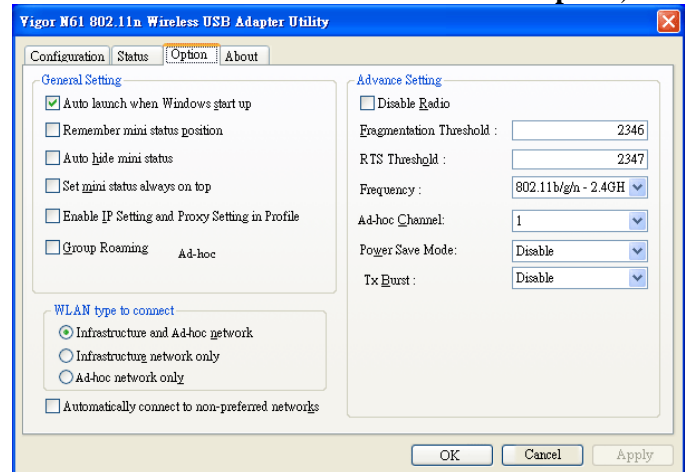 Vigor N61 802.11n Wireless USB Adapter Utility
Configuration Status Option About
General Setting
Auto launch when Windows start up
Remember mini status position
Auto hide mini status
Set mini status always on top
Enable IP Setting and Proxy Setting in Profile
Group Roaming Ad-hoc
WLAN type to connect
Infrastructure and Ad-hoc network
Infrastructure network only
Ad-hoc network only
Automatically connect to non-preferred networks
Advance Setting
Disable Radio
Fragmentation Threshold : 2346
RTS Threshold : 2347
Frequency : 802.11b/g/n - 2.4GH
Ad-hoc Channel: 1
Power Save Mode: Disable
Tx Burst : Disable
OK Cancel Apply